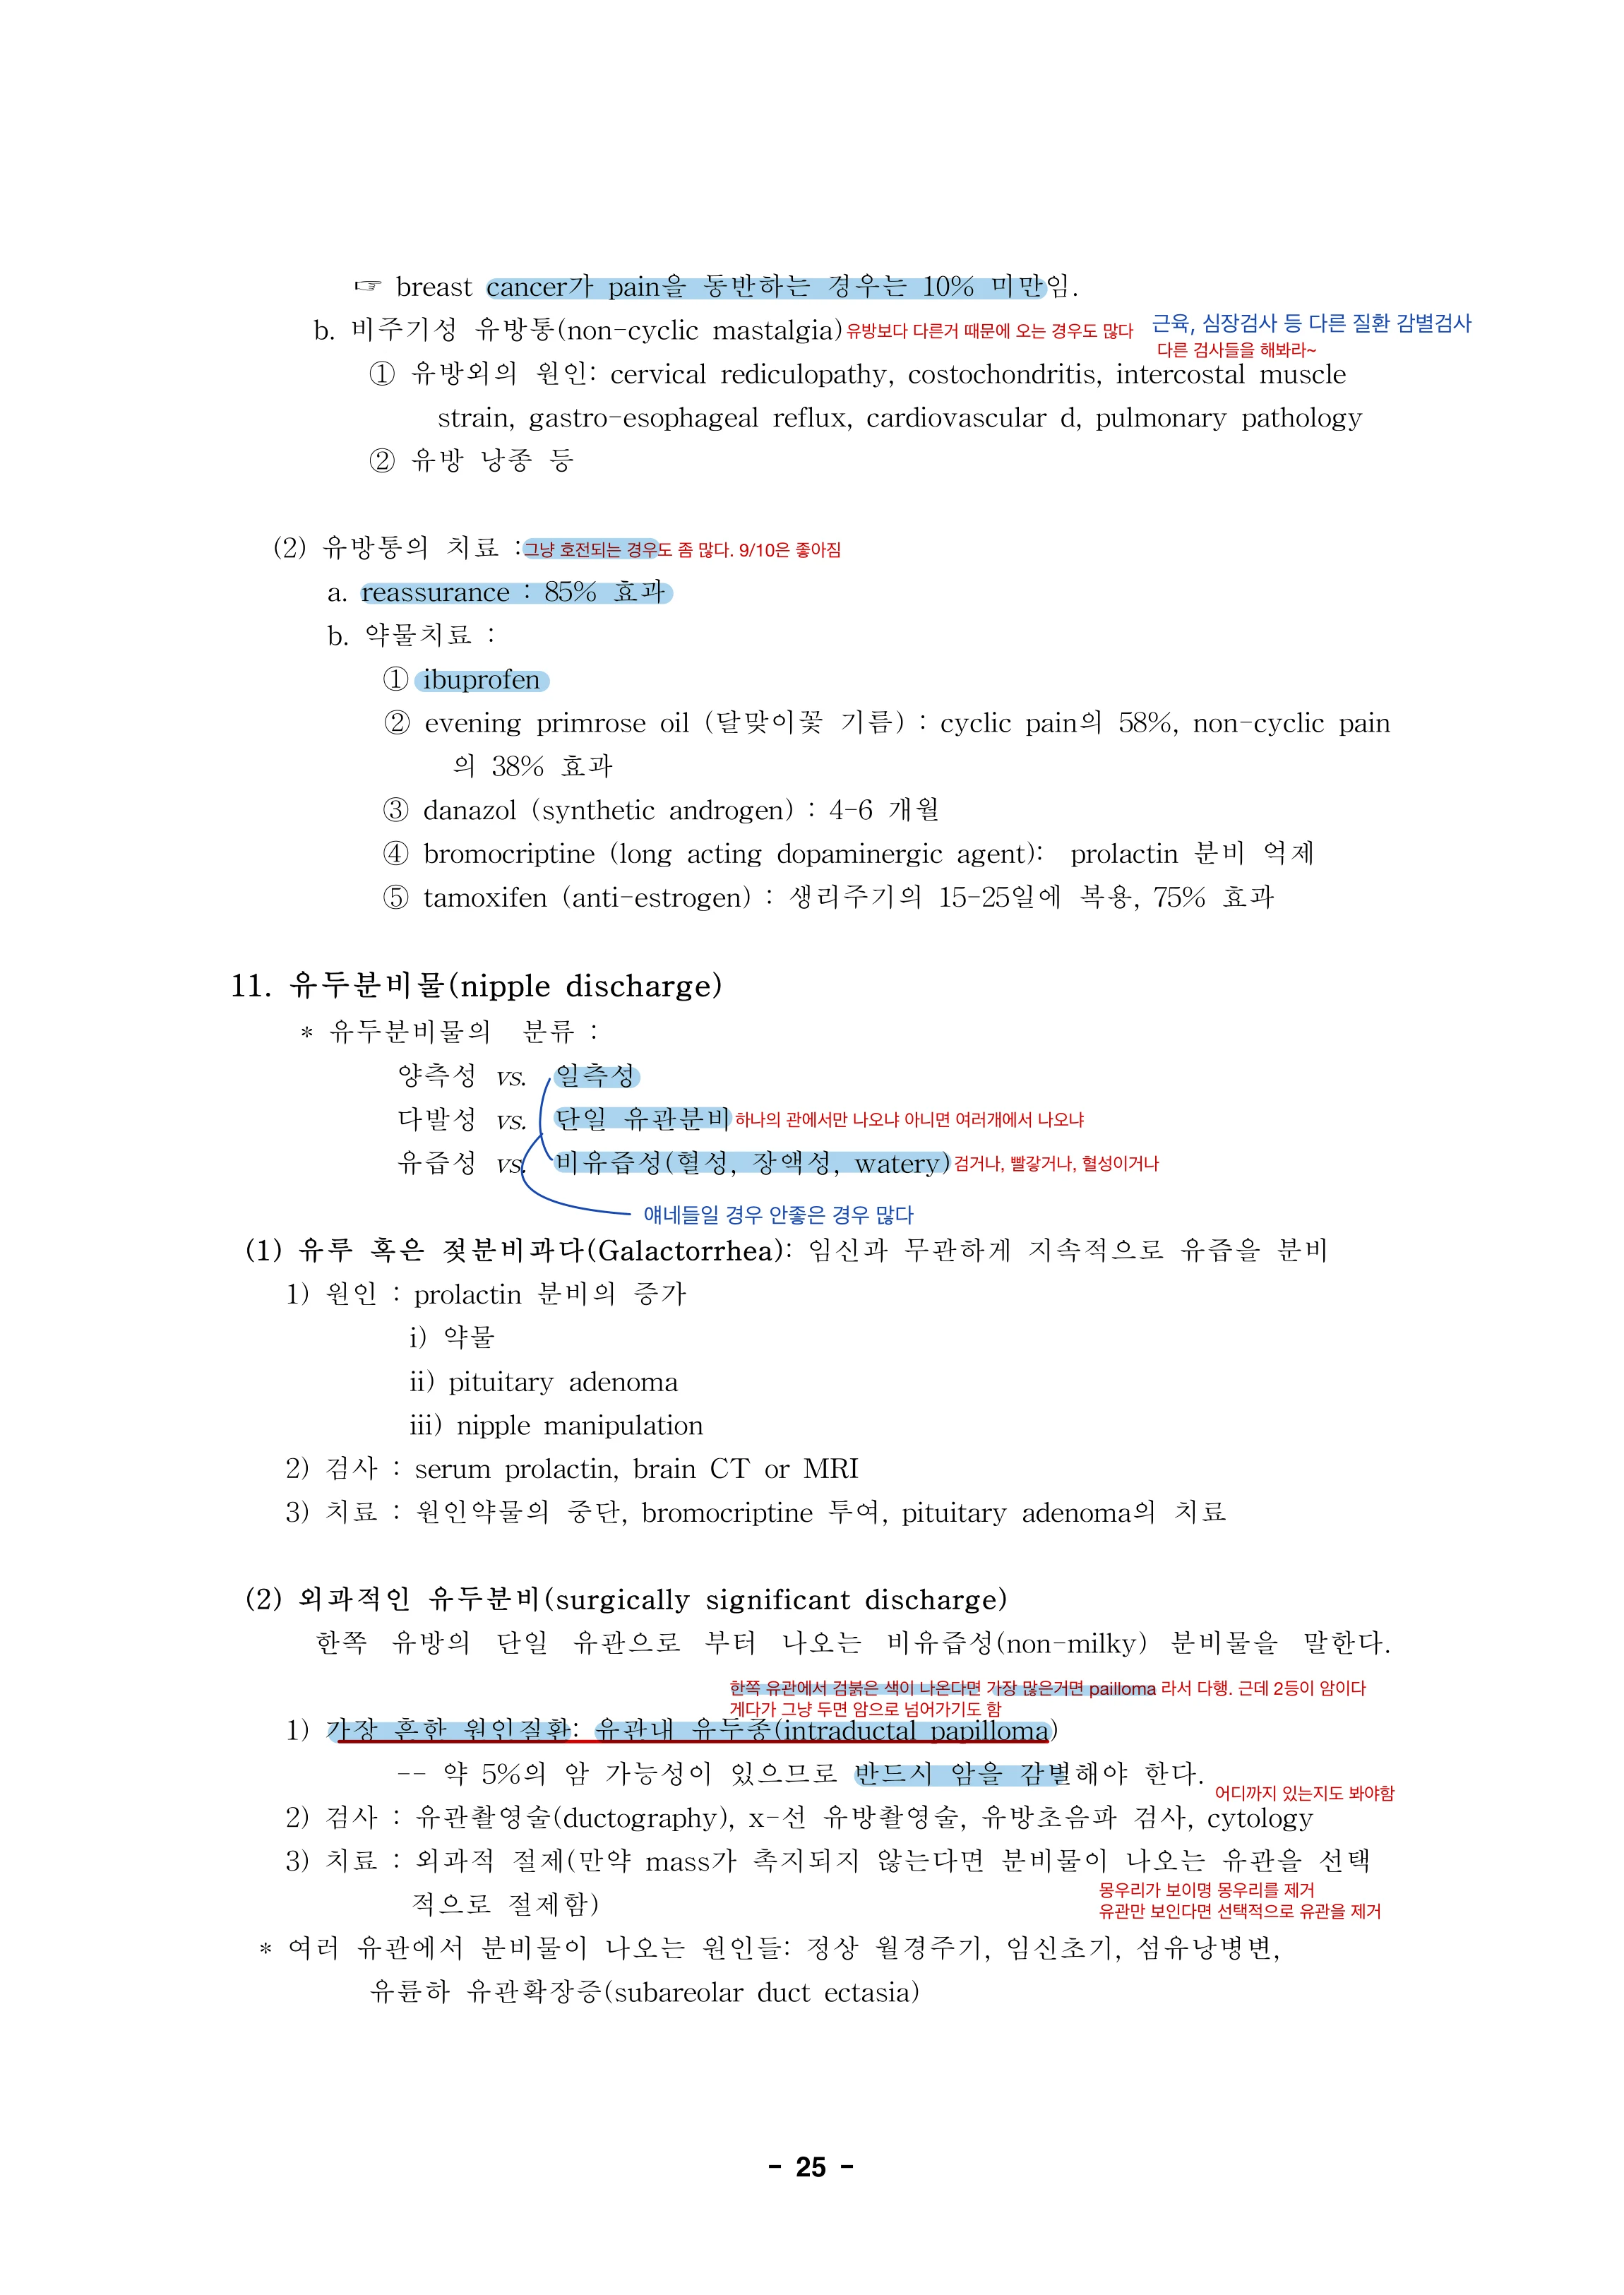 ☞ breast cancer가 pain을 동반하는 경우는 10% 미만임.
b. 비주기성 유방통(non-cyclic mastalgia) 유방보다 다른거 때문에 오는 경우도 많다 근육, 심장검사 등 다른 질환 감별검사
다른 검사들을 해봐라~
① 유방외의 원인: cervical rediculopathy, costochondritis, intercostal muscle
strain, gastro-esophageal reflux, cardiovascular d, pulmonary pathology
② 유방 낭종 등
(2) 유방통의 치료 : 그냥 호전되는 경우도 좀 많다. 9/10은 좋아짐
a. reassurance : 85% 효과
b. 약물치료 :
① ibuprofen
② evening primrose oil (달맞이꽃 기름) : cyclic pain의 58%, non-cyclic pain
의 38% 효과
③ danazol (synthetic androgen) : 4-6 개월
④ bromocriptine (long acting dopaminergic agent): prolactin 분비 억제
⑤ tamoxifen (anti-estrogen) : 생리주기의 15-25일에 복용, 75% 효과
11. 유두분비물(nipple discharge)
* 유두분비물의 분류 :
양측성 vs. 일측성
다발성 vs. 단일 유관분비 하나의 관에서만 나오냐 아니면 여러개에서 나오냐
유즙성 vs. 비유즙성(혈성, 장액성, watery) 검거나, 빨갛거나, 혈성이거나
얘네들일 경우 안좋은 경우 많다
(1) 유루 혹은 젖분비과다(Galactorrhea): 임신과 무관하게 지속적으로 유즙을 분비
1) 원인 : prolactin 분비의 증가
i) 약물
ii) pituitary adenoma
iii) nipple manipulation
2) 검사 : serum prolactin, brain CT or MRI
3) 치료 : 원인약물의 중단, bromocriptine 투여, pituitary adenoma의 치료
(2) 외과적인 유두분비(surgically significant discharge)
한쪽 유방의 단일 유관으로 부터 나오는 비유즙성(non-milky) 분비물을 말한다.
한쪽 유관에서 검붉은 색이 나온다면 가장 많은거면 pailloma 라서 다행. 근데 2등이 암이다
게다가 그냥 두면 암으로 넘어가기도 함
1) 가장 흔한 원인질환: 유관내 유두종(intraductal papilloma)
-- 약 5%의 암 가능성이 있으므로 반드시 암을 감별해야 한다.
어디까지 있는지도 봐야함
2) 검사 : 유관촬영술(ductography), x-선 유방촬영술, 유방초음파 검사, cytology
3) 치료 : 외과적 절제(만약 mass가 촉지되지 않는다면 분비물이 나오는 유관을 선택
적으로 절제함)
몽우리가 보이명 몽우리를 제거
유관만 보인다면 선택적으로 유관을 제거
* 여러 유관에서 분비물이 나오는 원인들: 정상 월경주기, 임신초기, 섬유낭병변,
유륜하 유관확장증(subareolar duct ectasia)
- 25 -